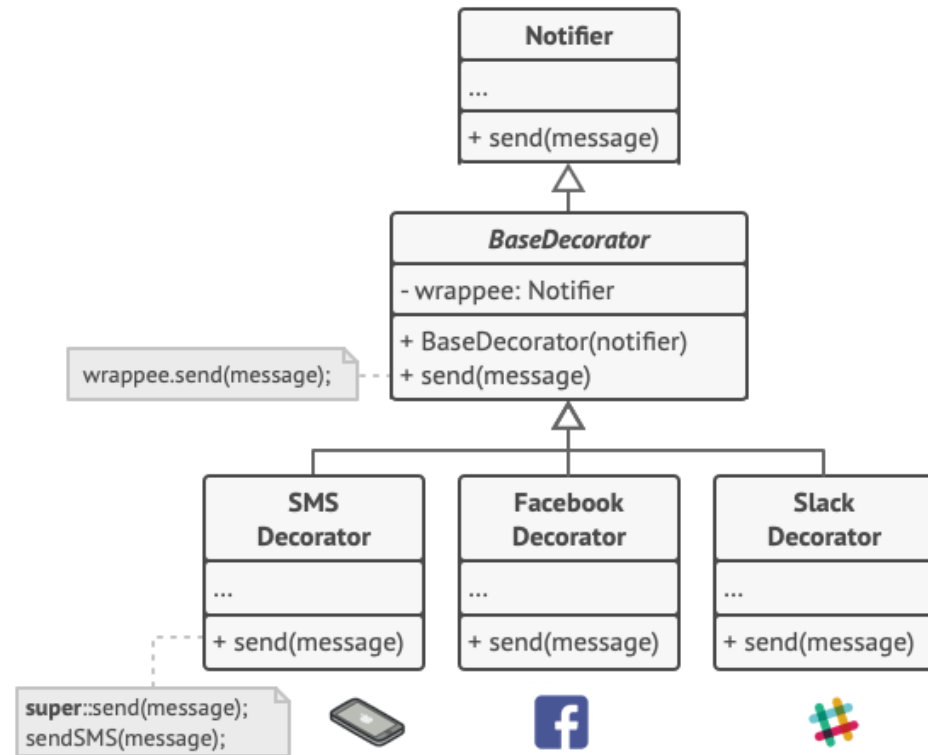 Notifier
...
+ send(message)
BaseDecorator
- wrappee: Notifier
+ BaseDecorator(notifier)
+ send(message)
wrappee.send(message);
SMS
Decorator
...
+ send(message)
Facebook
Decorator
...
+ send(message)
Slack
Decorator
...
+ send(message)
super::send(message);
sendSMS(message);